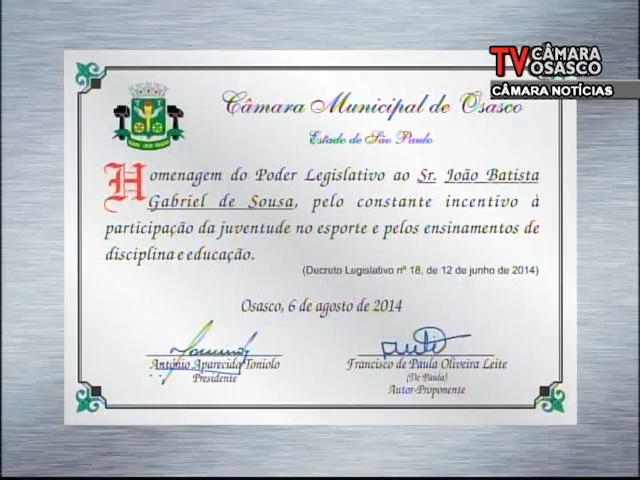 TV CÂMARA
OSASCO
CÂMARA NOTÍCIAS
Câmara Municipal de Osasco
Estado de São Paulo
Homenagem do Poder Legislativo ao Sr. João Batista
Gabriel de Sousa, pelo constante incentivo à
participação da juventude no esporte e pelos ensinamentos de
disciplina e educação.
(Decreto Legislativo nº 18, de 12 de junho de 2014)
Osasco, 6 de agosto de 2014
Antônio Aparecido Toniolo
Presidente
Francisco de Paula Oliveira Leite
(De Paula)
Autor-Proponente